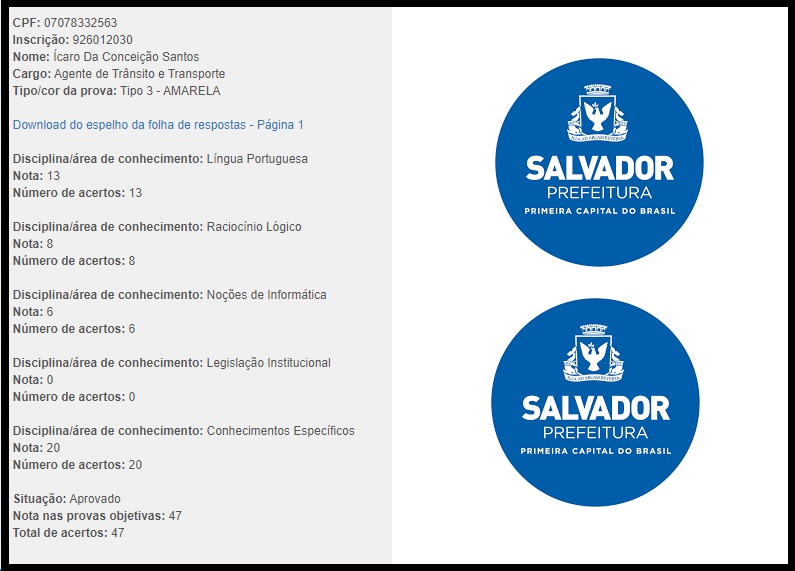 CPF: 07078332563
Inscrição: 926012030
Nome: Ícaro Da Conceição Santos
Cargo: Agente de Trânsito e Transporte
Tipo/cor da prova: Tipo 3 - AMARELA
Download do espelho da folha de respostas - Página 1
Disciplina/área de conhecimento: Língua Portuguesa
Nota: 13
Número de acertos: 13
Disciplina/área de conhecimento: Raciocínio Lógico
Nota: 8
Número de acertos: 8
Disciplina/área de conhecimento: Noções de Informática
Nota: 6
Número de acertos: 6
Disciplina/área de conhecimento: Legislação Institucional
Nota: 0
Número de acertos: 0
Disciplina/área de conhecimento: Conhecimentos Específicos
Nota: 20
Número de acertos: 20
Situação: Aprovado
Nota nas provas objetivas: 47
Total de acertos: 47
SALVADOR
PREFEITURA
PRIMEIRA CAPITAL DO BRASIL
SALVADOR
PREFEITURA
PRIMEIRA CAPITAL DO BRASIL